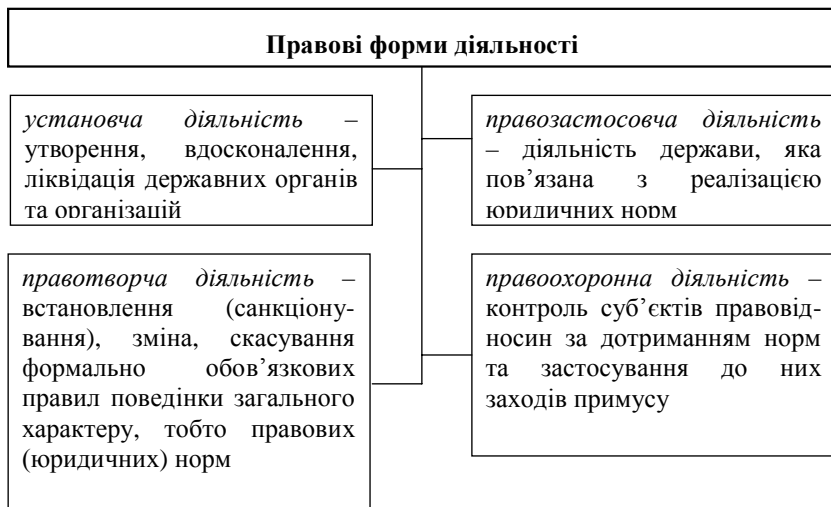 Правові форми діяльності
установча діяльність –
утворення, вдосконалення,
ліквідація державних органів
та організацій
правозастосовча діяльність
– діяльність держави, яка
пов’язана з реалізацією
юридичних норм
правотворча діяльність –
встановлення (санкціону-
вання), зміна, скасування
формально обов’язкових
правил поведінки загального
характеру, тобто правових
(юридичних) норм
правоохоронна діяльність –
контроль суб’єктів правовід-
носин за дотриманням норм
та застосування до них
заходів примусу